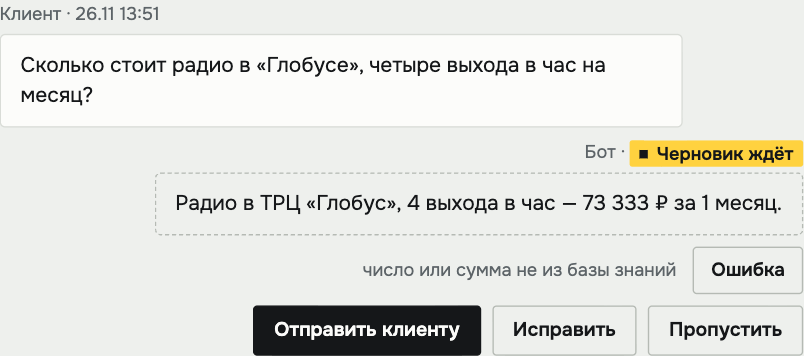 Клиент · 26.11 13:51
Сколько стоит радио в «Глобусе», четыре выхода в час на
месяц?
Бот · ■ Черновик ждёт
Радио в ТРЦ «Глобус», 4 выхода в час — 73 333 ₽ за 1 месяц.
число или сумма не из базы знаний Ошибка
Отправить клиенту Исправить Пропустить